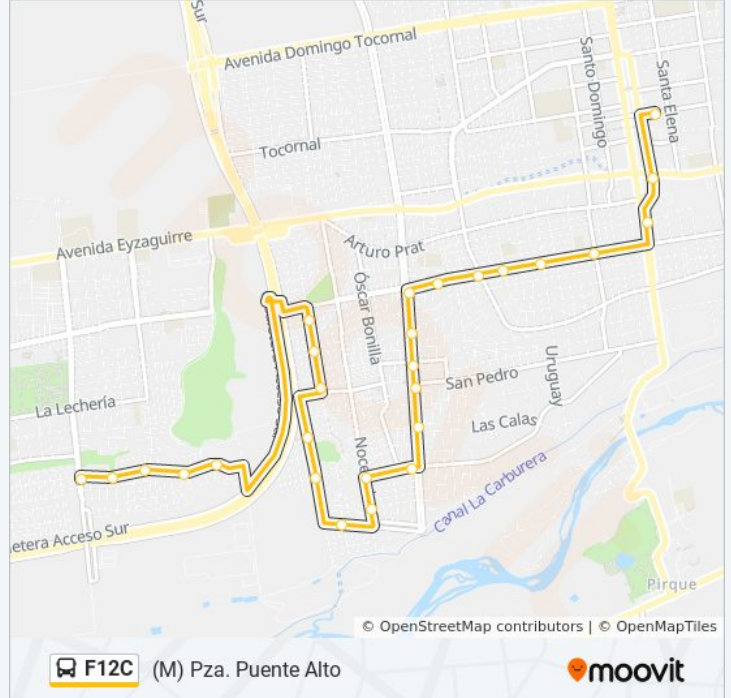 Sur
Avenida Domingo Tocornal
Santo Domingo
Santa Elena
Tocornal
Avenida Eyzaguirre
Arturo Prat
Óscar Bonilla
San Pedro
Uruguay
La Lechería
Las Calas
Noce
Canal La Carburera
etera Acceso Sur
Pirque
© OpenStreetMap contributors | © OpenMapTiles
F12C (M) Pza. Puente Alto
moovit